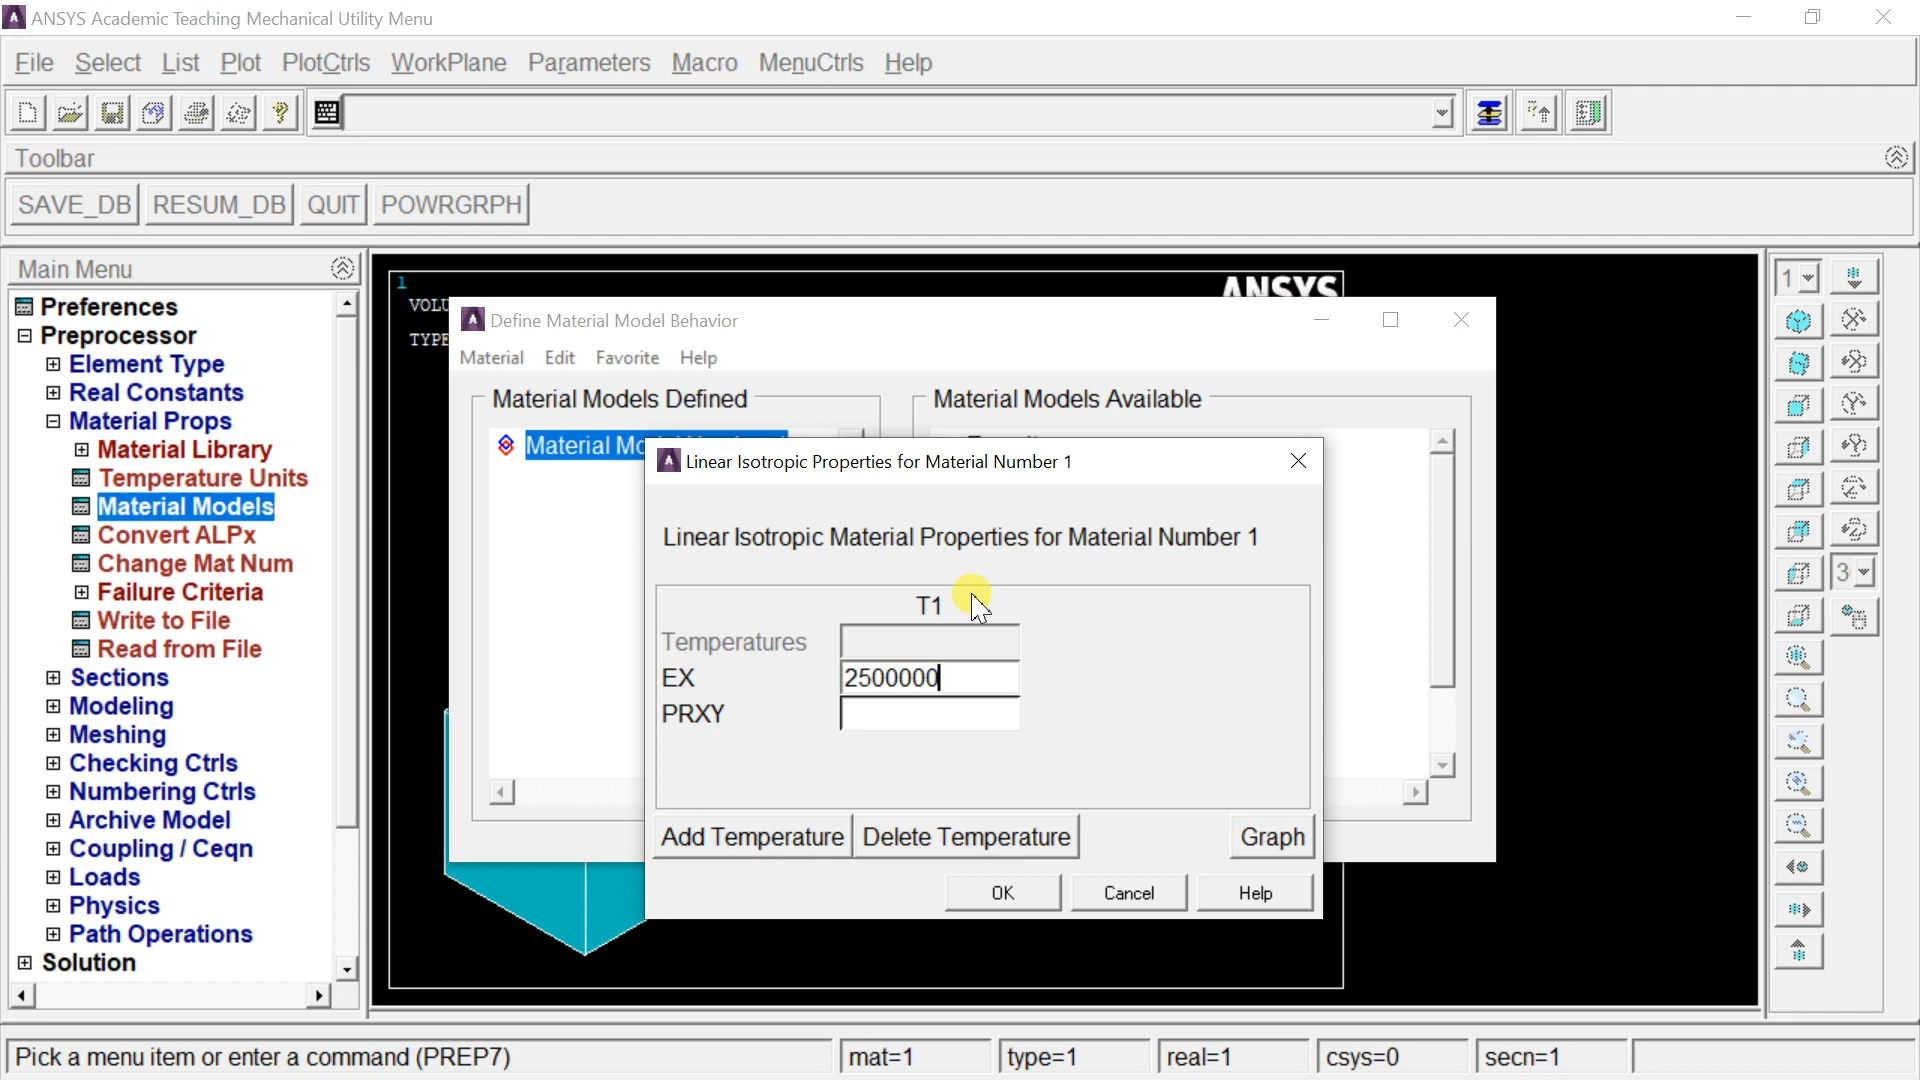 ANSYS Academic Teaching Mechanical Utility Menu
File Select List Plot PlotCtrls WorkPlane Parameters Macro MenuCtrls Help
Toolbar
SAVE_DB RESUM_DB QUIT POWRGRPH
Main Menu
Preferences
Preprocessor
Element Type
Real Constants
Material Props
Material Library
Temperature Units
Material Models
Convert ALPx
Change Mat Num
Failure Criteria
Write to File
Read from File
Sections
Modeling
Meshing
Checking Ctrls
Numbering Ctrls
Archive Model
Coupling / Ceqn
Loads
Physics
Path Operations
Solution
1
ANSYS
VOLU
TYPE
Define Material Model Behavior
Material Edit Favorite Help
Material Models Defined
Material Models Available
Material Mo
Linear Isotropic Properties for Material Number 1
Linear Isotropic Material Properties for Material Number 1
T1
Temperatures
EX 2500000
PRXY
Add Temperature Delete Temperature Graph
OK Cancel Help
1
3
Pick a menu item or enter a command (PREP7)
mat=1
type=1
real=1
csys=0
secn=1